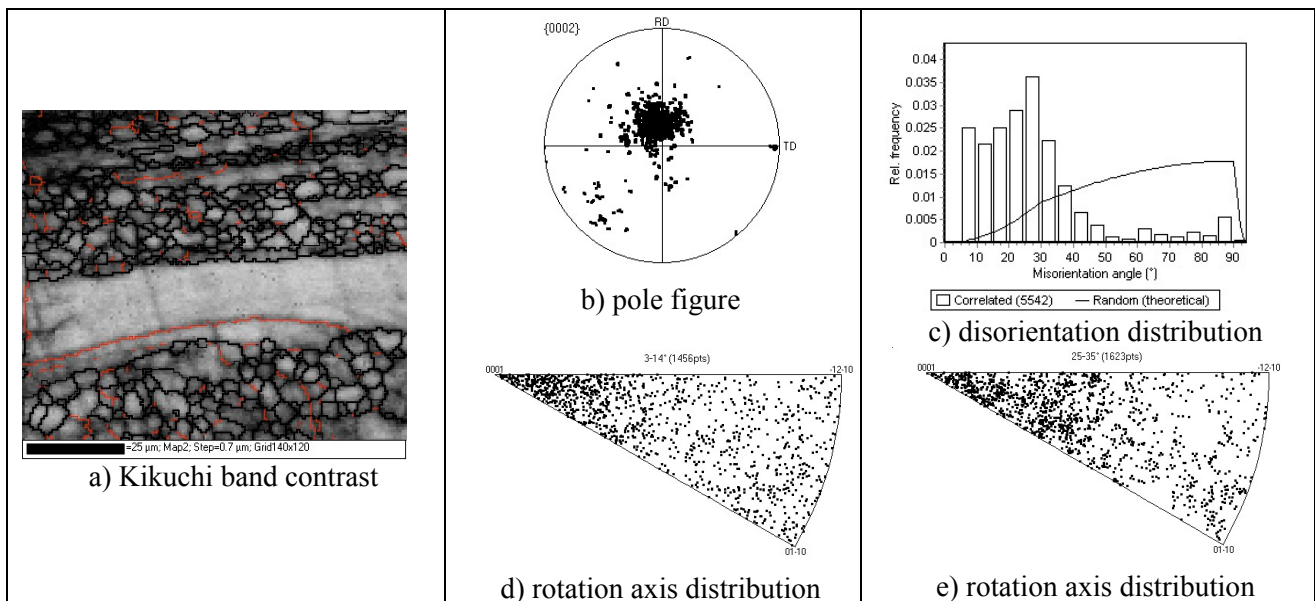 =25 µm; Map2; Step=0.7 µm; Grid140x120
a) Kikuchi band contrast
{0002}
RD
TD
b) pole figure
0.04
0.035
0.03
0.025
0.02
0.015
0.01
0.005
0
Rel. frequency
0 10 20 30 40 50 60 70 80 90
Misorientation angle (°)
Correlated (5542) Random (theoretical)
c) disorientation distribution
3-14° (1456pts)
0001 -12-10
01-10
d) rotation axis distribution
25-35° (1623pts)
0001 -12-10
01-10
e) rotation axis distribution